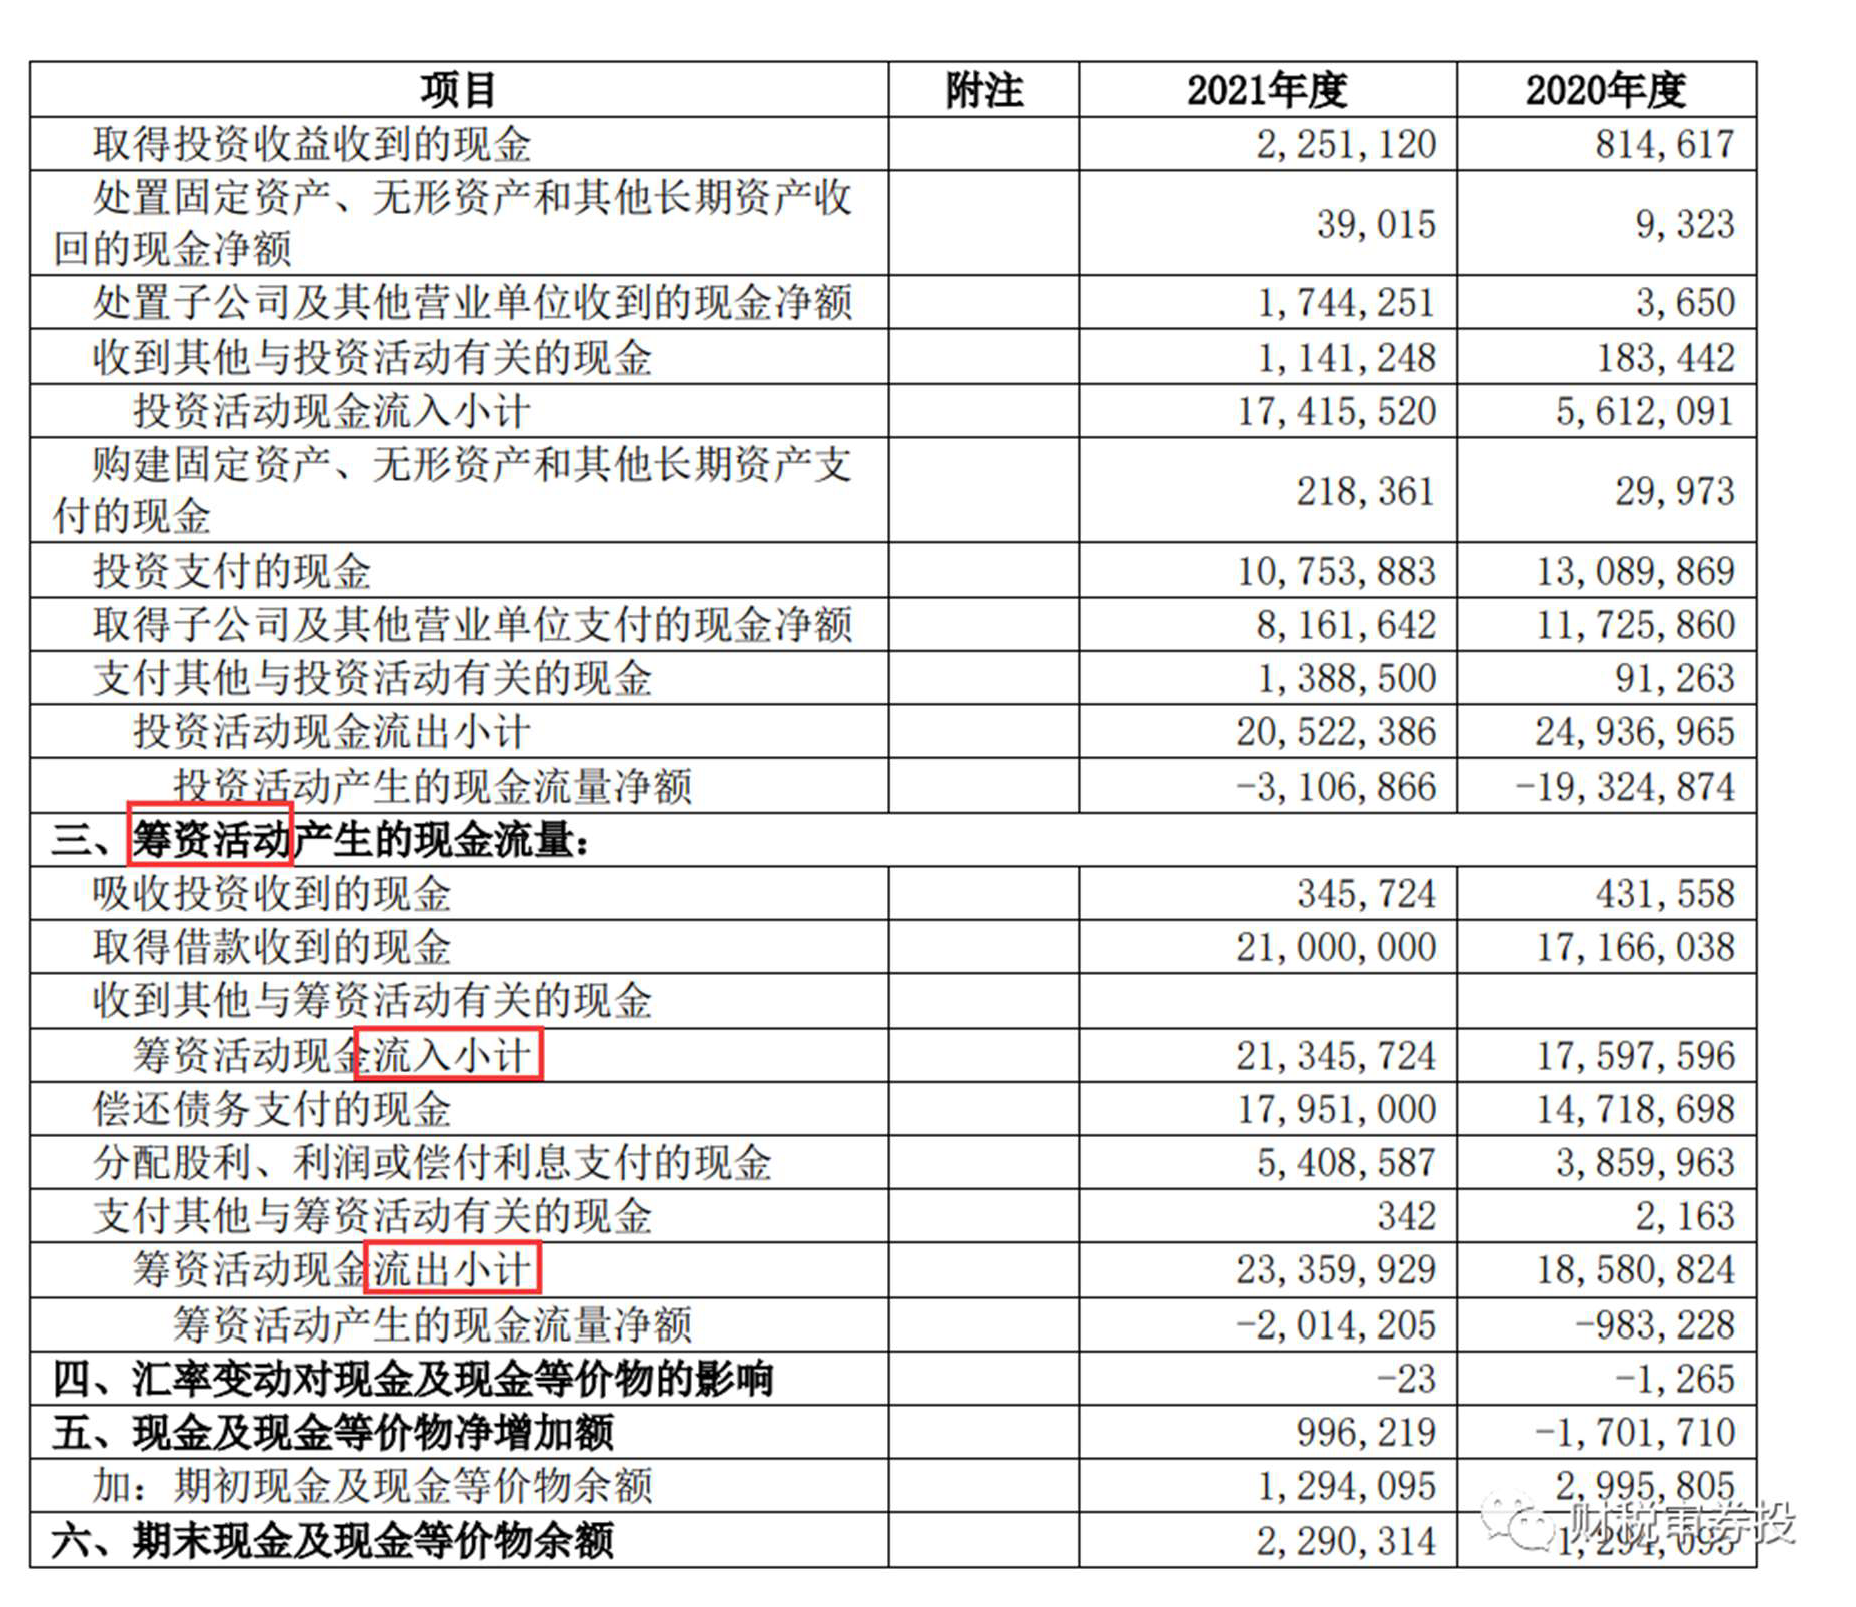 项目 附注 2021年度 2020年度
取得投资收益收到的现金 2,251,120 814,617
处置固定资产、无形资产和其他长期资产收
回的现金净额 39,015 9,323
处置子公司及其他营业单位收到的现金净额 1,744,251 3,650
收到其他与投资活动有关的现金 1,141,248 183,442
投资活动现金流入小计 17,415,520 5,612,091
购建固定资产、无形资产和其他长期资产支
付的现金 218,361 29,973
投资支付的现金 10,753,883 13,089,869
取得子公司及其他营业单位支付的现金净额 8,161,642 11,725,860
支付其他与投资活动有关的现金 1,388,500 91,263
投资活动现金流出小计 20,522,386 24,936,965
投资活动产生的现金流量净额 -3,106,866 -19,324,874
三、筹资活动产生的现金流量：
吸收投资收到的现金 345,724 431,558
取得借款收到的现金 21,000,000 17,166,038
收到其他与筹资活动有关的现金
筹资活动现金流入小计 21,345,724 17,597,596
偿还债务支付的现金 17,951,000 14,718,698
分配股利、利润或偿付利息支付的现金 5,408,587 3,859,963
支付其他与筹资活动有关的现金 342 2,163
筹资活动现金流出小计 23,359,929 18,580,824
筹资活动产生的现金流量净额 -2,014,205 -983,228
四、汇率变动对现金及现金等价物的影响 -23 -1,265
五、现金及现金等价物净增加额 996,219 -1,701,710
加：期初现金及现金等价物余额 1,294,095 2,995,805
六、期末现金及现金等价物余额 2,290,314 1,294,095
财税审券投